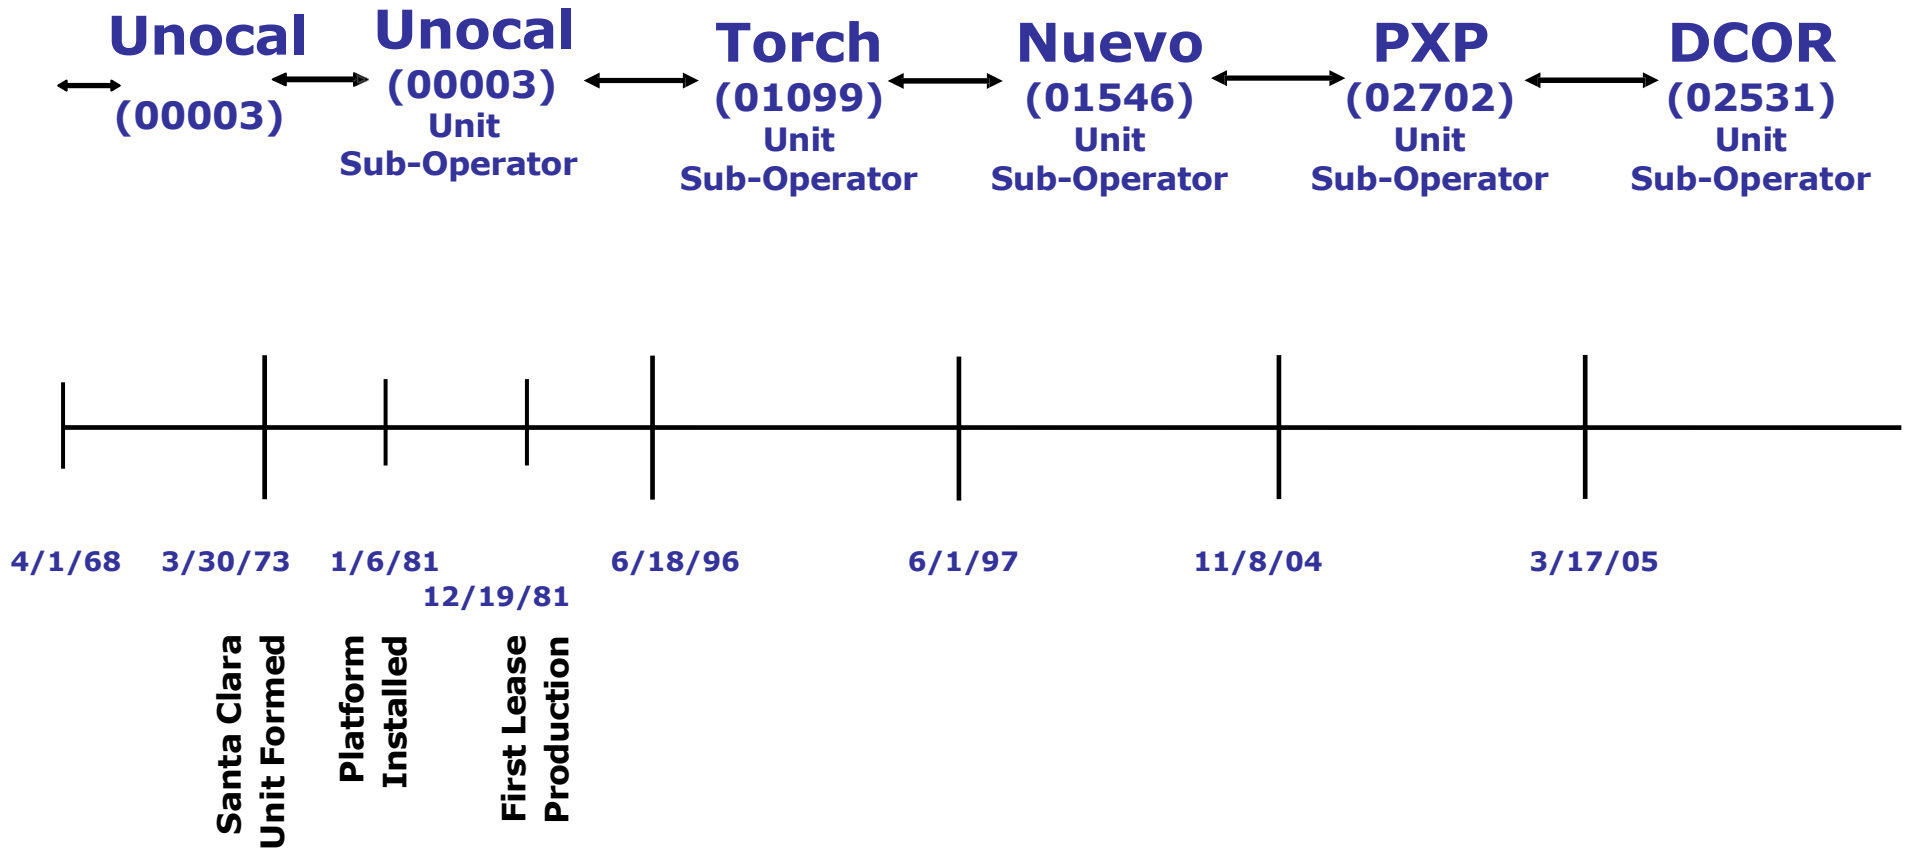 Unocal
(00003)
Unocal
(00003)
Unit
Sub-Operator
Torch
(01099)
Unit
Sub-Operator
Nuevo
(01546)
Unit
Sub-Operator
PXP
(02702)
Unit
Sub-Operator
DCOR
(02531)
Unit
Sub-Operator
4/1/68
3/30/73
1/6/81
12/19/81
6/18/96
6/1/97
11/8/04
3/17/05
Santa Clara
Unit Formed
Platform
Installed
First Lease
Production